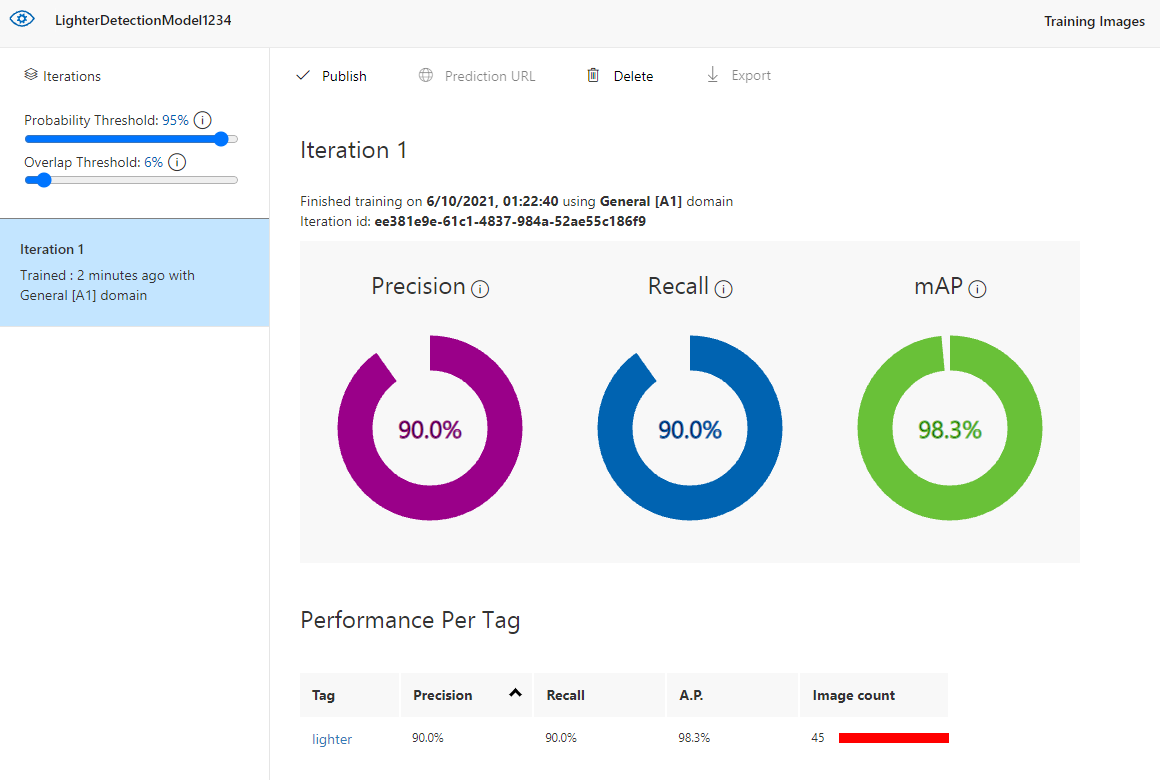 LighterDetectionModel1234
Training Images
Iterations
Probability Threshold: 95%
Overlap Threshold: 6%
Iteration 1
Trained : 2 minutes ago with
General [A1] domain
Publish Prediction URL Delete Export
Iteration 1
Finished training on 6/10/2021, 01:22:40 using General [A1] domain
Iteration id: ee381e9e-61c1-4837-984a-52ae55c186f9
Precision Recall mAP
90.0% 90.0% 98.3%
Performance Per Tag
Tag Precision Recall A.P. Image count
lighter 90.0% 90.0% 98.3% 45